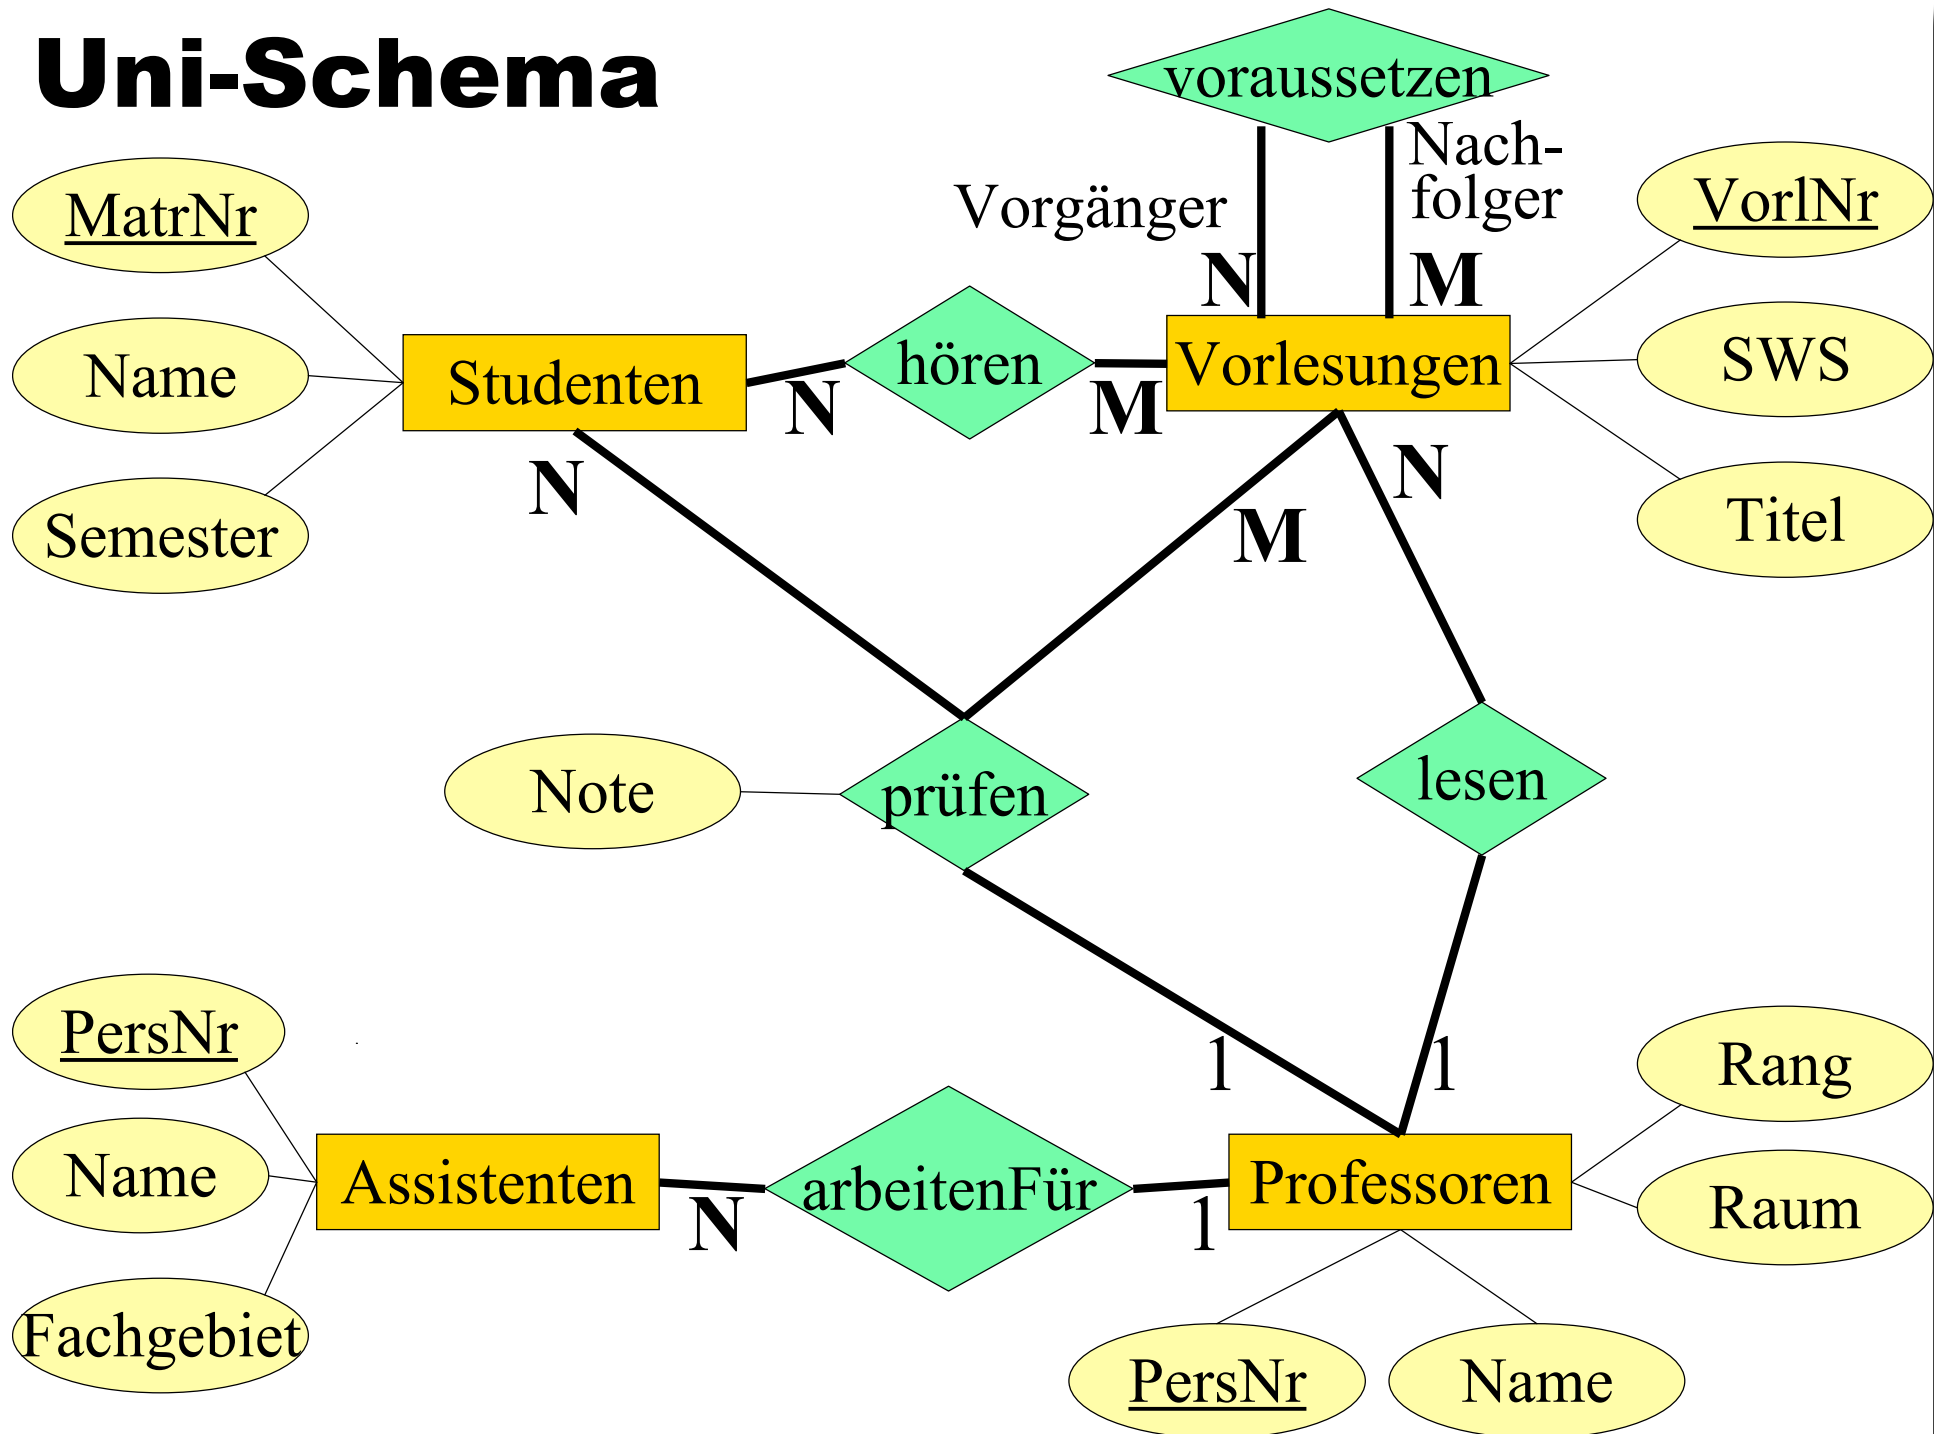 Uni-Schema
voraussetzen
Nach-
folger
Vorgänger
N
M
MatrNr
Name
Semester
Studenten
N
hören
M
Vorlesungen
VorlNr
SWS
Titel
N
M
N
Note
prüfen
lesen
1
1
PersNr
Name
Fachgebiet
Assistenten
N
arbeitenFür
1
Professoren
Rang
Raum
PersNr
Name